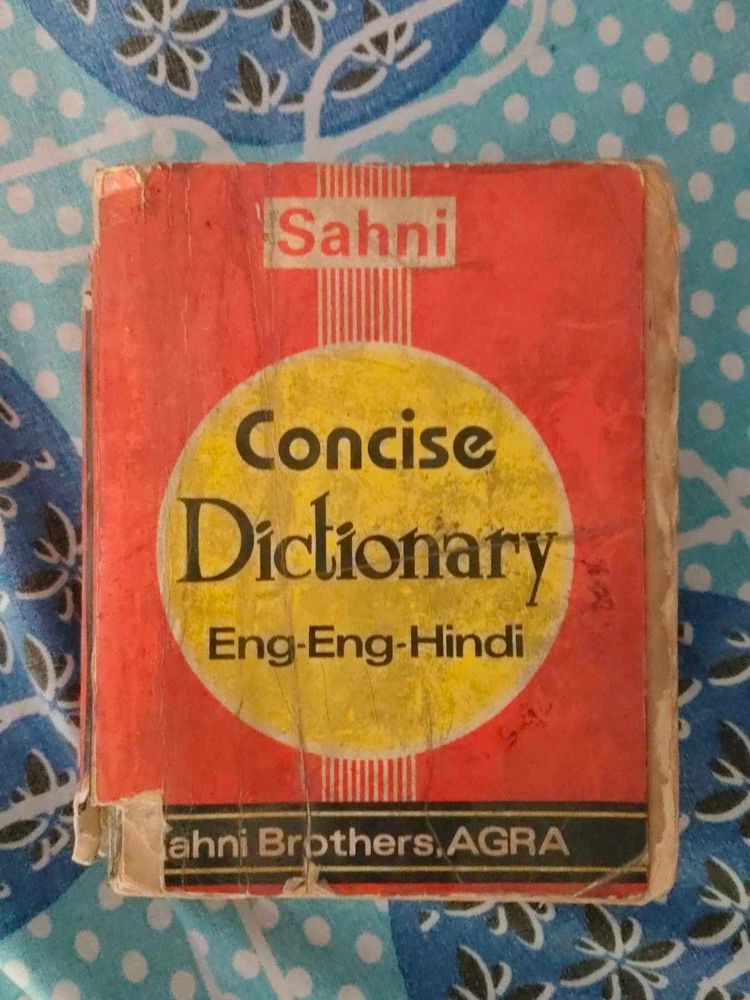 Sahni
Concise
Dictionary
Eng-Eng-Hindi
ahni Brothers, AGRA